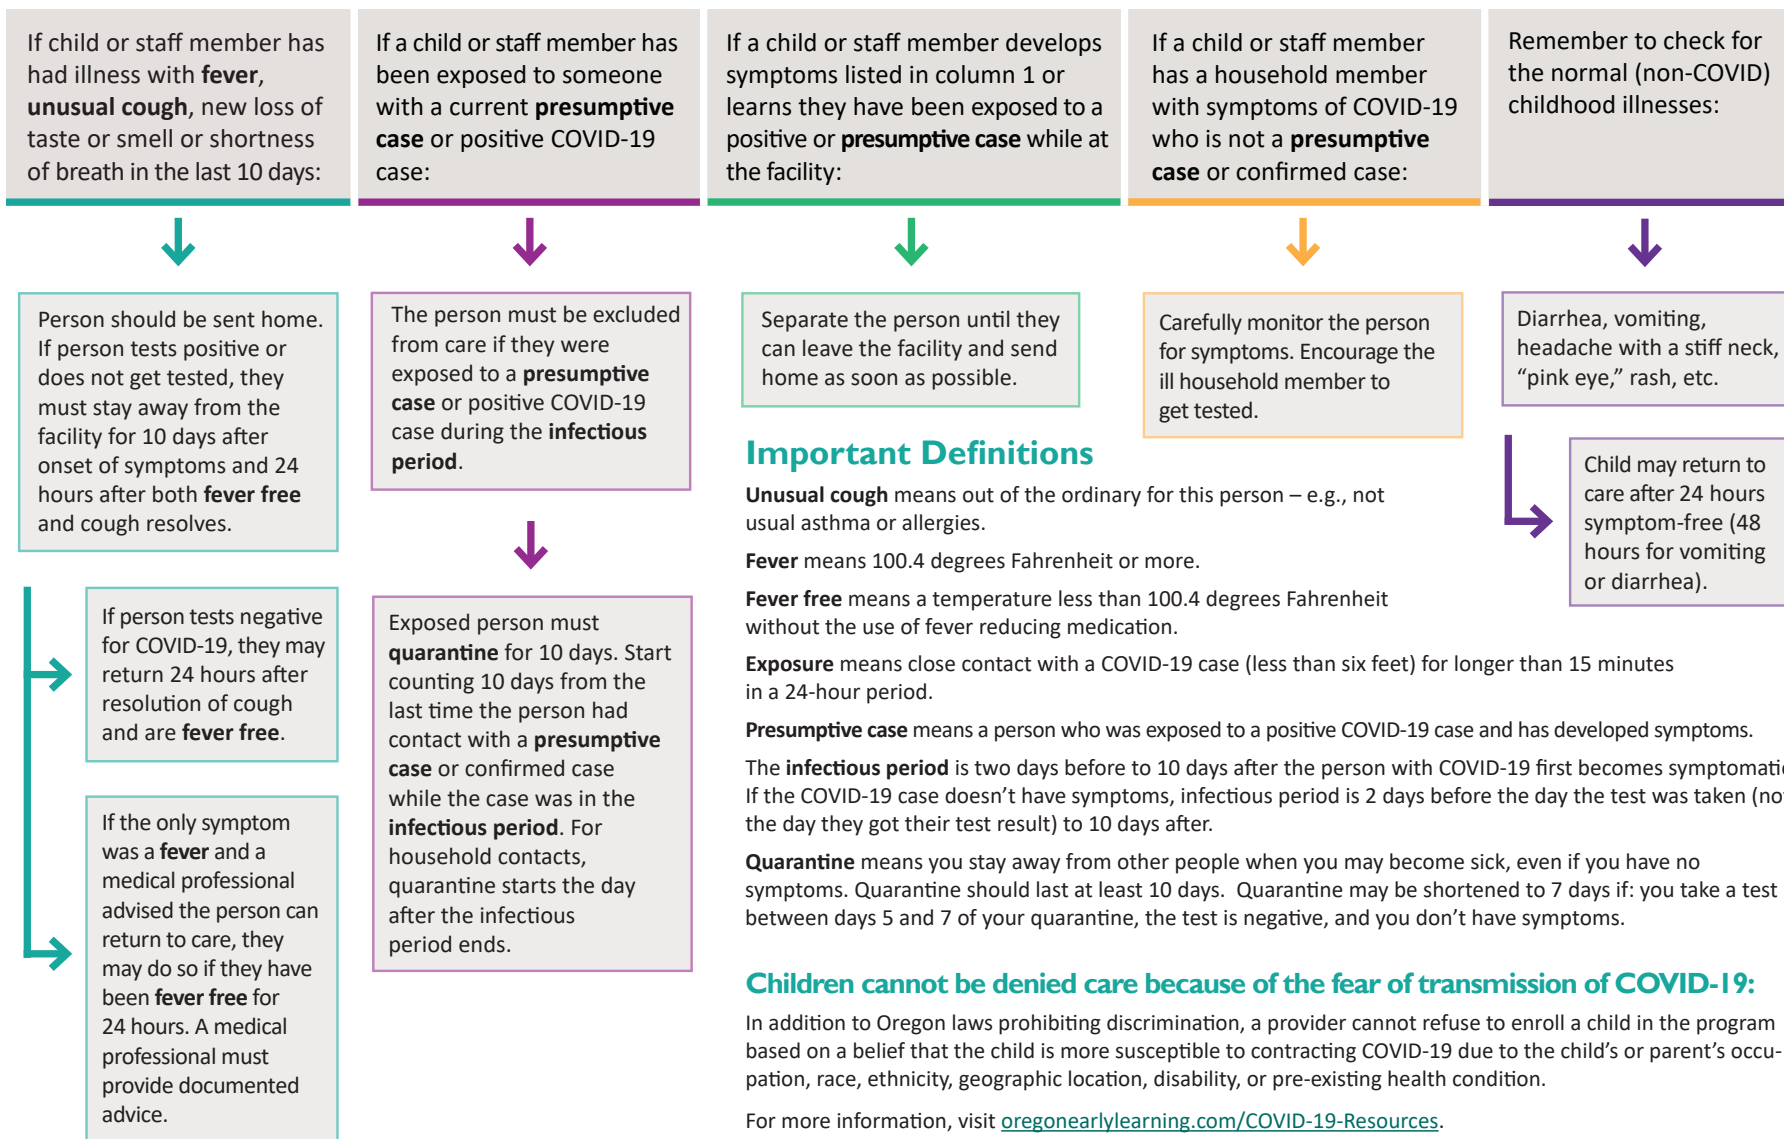 If child or staff member has
had illness with fever,
unusual cough, new loss of
taste or smell or shortness
of breath in the last 10 days:
Person should be sent home.
If person tests positive or
does not get tested, they
must stay away from the
facility for 10 days after
onset of symptoms and 24
hours after both fever free
and cough resolves.
If person tests negative
for COVID-19, they may
return 24 hours after
resolution of cough
and are fever free.
If the only symptom
was a fever and a
medical professional
advised the person can
return to care, they
may do so if they have
been fever free for
24 hours. A medical
professional must
provide documented
advice.
If a child or staff member has
been exposed to someone
with a current presumptive
case or positive COVID-19
case:
The person must be excluded
from care if they were
exposed to a presumptive
case or positive COVID-19
case during the infectious
period.
Exposed person must
quarantine for 10 days. Start
counting 10 days from the
last time the person had
contact with a presumptive
case or confirmed case
while the case was in the
infectious period. For
household contacts,
quarantine starts the day
after the infectious
period ends.
If a child or staff member develops
symptoms listed in column 1 or
learns they have been exposed to a
positive or presumptive case while at
the facility:
Separate the person until they
can leave the facility and send
home as soon as possible.
If a child or staff member
has a household member
with symptoms of COVID-19
who is not a presumptive
case or confirmed case:
Carefully monitor the person
for symptoms. Encourage the
ill household member to
get tested.
Remember to check for
the normal (non-COVID)
childhood illnesses:
Diarrhea, vomiting,
headache with a stiff neck,
“pink eye,” rash, etc.
Child may return to
care after 24 hours
symptom-free (48
hours for vomiting
or diarrhea).
Important Definitions
Unusual cough means out of the ordinary for this person – e.g., not
usual asthma or allergies.
Fever means 100.4 degrees Fahrenheit or more.
Fever free means a temperature less than 100.4 degrees Fahrenheit
without the use of fever reducing medication.
Exposure means close contact with a COVID-19 case (less than six feet) for longer than 15 minutes
in a 24-hour period.
Presumptive case means a person who was exposed to a positive COVID-19 case and has developed symptoms.
The infectious period is two days before to 10 days after the person with COVID-19 first becomes symptomatic
If the COVID-19 case doesn’t have symptoms, infectious period is 2 days before the day the test was taken (not
the day they got their test result) to 10 days after.
Quarantine means you stay away from other people when you may become sick, even if you have no
symptoms. Quarantine should last at least 10 days. Quarantine may be shortened to 7 days if: you take a test
between days 5 and 7 of your quarantine, the test is negative, and you don’t have symptoms.
Children cannot be denied care because of the fear of transmission of COVID-19:
In addition to Oregon laws prohibiting discrimination, a provider cannot refuse to enroll a child in the program
based on a belief that the child is more susceptible to contracting COVID-19 due to the child’s or parent’s occu-
pation, race, ethnicity, geographic location, disability, or pre-existing health condition.
For more information, visit oregonearlylearning.com/COVID-19-Resources.